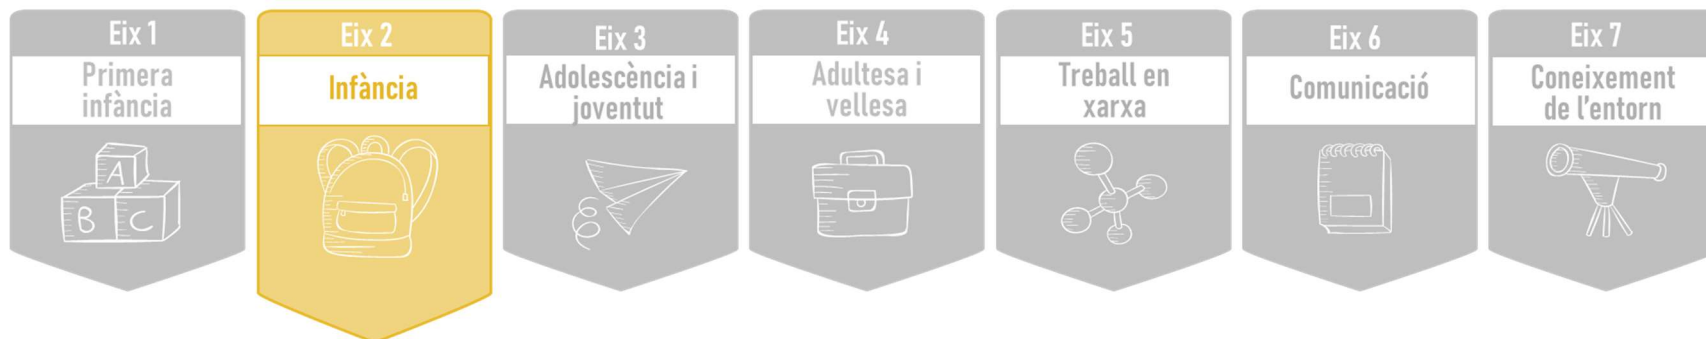 Eix 1
Primera
infància
A
B C
Eix 2
Infància
Eix 3
Adolescència i
joventut
Eix 4
Adultesa i
vellesa
Eix 5
Treball en
xarxa
Eix 6
Comunicació
Eix 7
Coneixement
de l'entorn